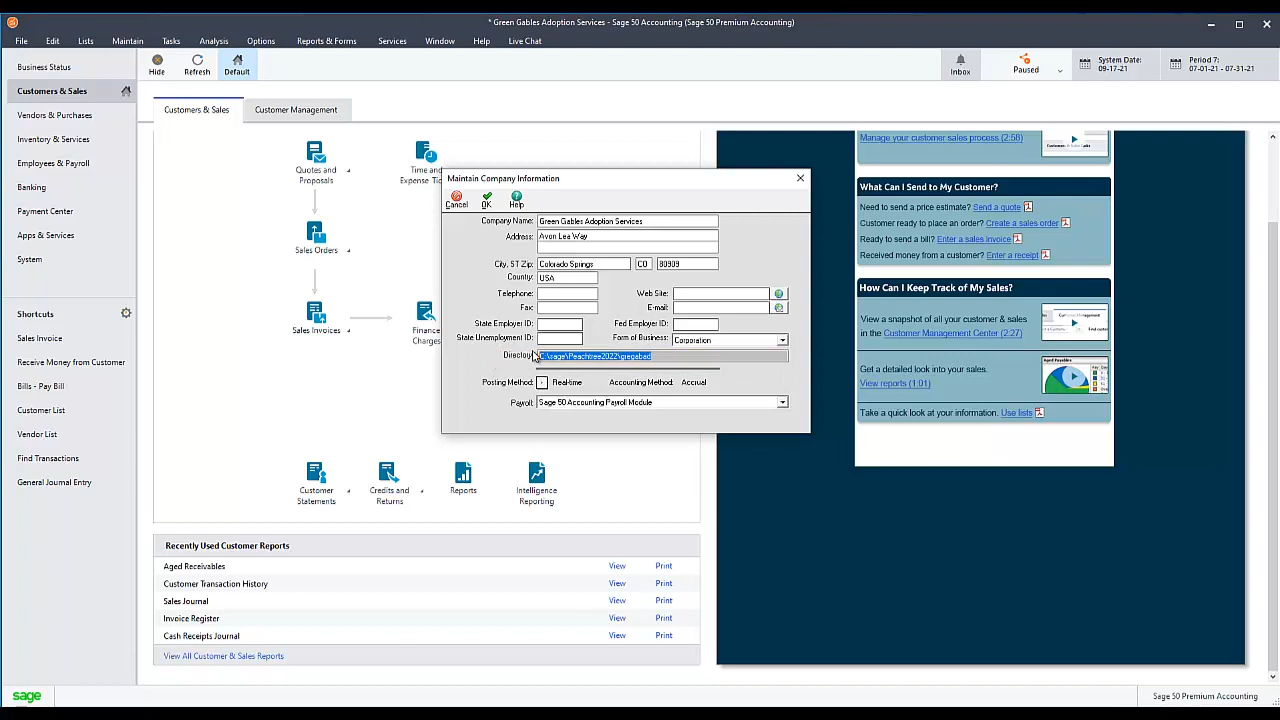 * Green Gables Adoption Services - Sage 50 Accounting (Sage 50 Premium Accounting)
File Edit Lists Maintain Tasks Analysis Options Reports & Forms Services Window Help Live Chat
Business Status
Customers & Sales
Vendors & Purchases
Inventory & Services
Employees & Payroll
Banking
Payment Center
Apps & Services
System
Shortcuts
Sales Invoice
Receive Money from Customer
Bills - Pay Bill
Customer List
Vendor List
Find Transactions
General Journal Entry
Hide Refresh Default
Inbox
Paused
System Date:
09-17-21
Period 7:
07-01-21 - 07-31-21
Customers & Sales Customer Management
Quotes and
Proposals
Time and
Expense Tic
Sales Orders
Sales Invoices
Finance
Charges
Customer
Statements
Credits and
Returns
Reports
Intelligence
Reporting
Maintain Company Information
Cancel OK Help
Company Name: Green Gables Adoption Services
Address: Avon Lea Way
City, ST Zip: Colorado Springs CO 80909
Country: USA
Telephone: Web Site:
Fax: E-mail:
State Employer ID: Fed Employer ID:
State Unemployment ID: Form of Business: Corporation
Directory C:\sage\Peachtree2022\gregabad
Posting Method: Real-time Accounting Method: Accrual
Payroll: Sage 50 Accounting Payroll Module
Manage your customer sales process (2:58)
What Can I Send to My Customer?
Need to send a price estimate? Send a quote
Customer ready to place an order? Create a sales order
Ready to send a bill? Enter a sales invoice
Received money from a customer? Enter a receipt
How Can I Keep Track of My Sales?
View a snapshot of all your customer & sales
in the Customer Management Center (2:27)
Get a detailed look into your sales.
View reports (1:01)
Take a quick look at your information. Use lists
Recently Used Customer Reports
Aged Receivables View Print
Customer Transaction History View Print
Sales Journal View Print
Invoice Register View Print
Cash Receipts Journal View Print
View All Customer & Sales Reports
sage
Sage 50 Premium Accounting